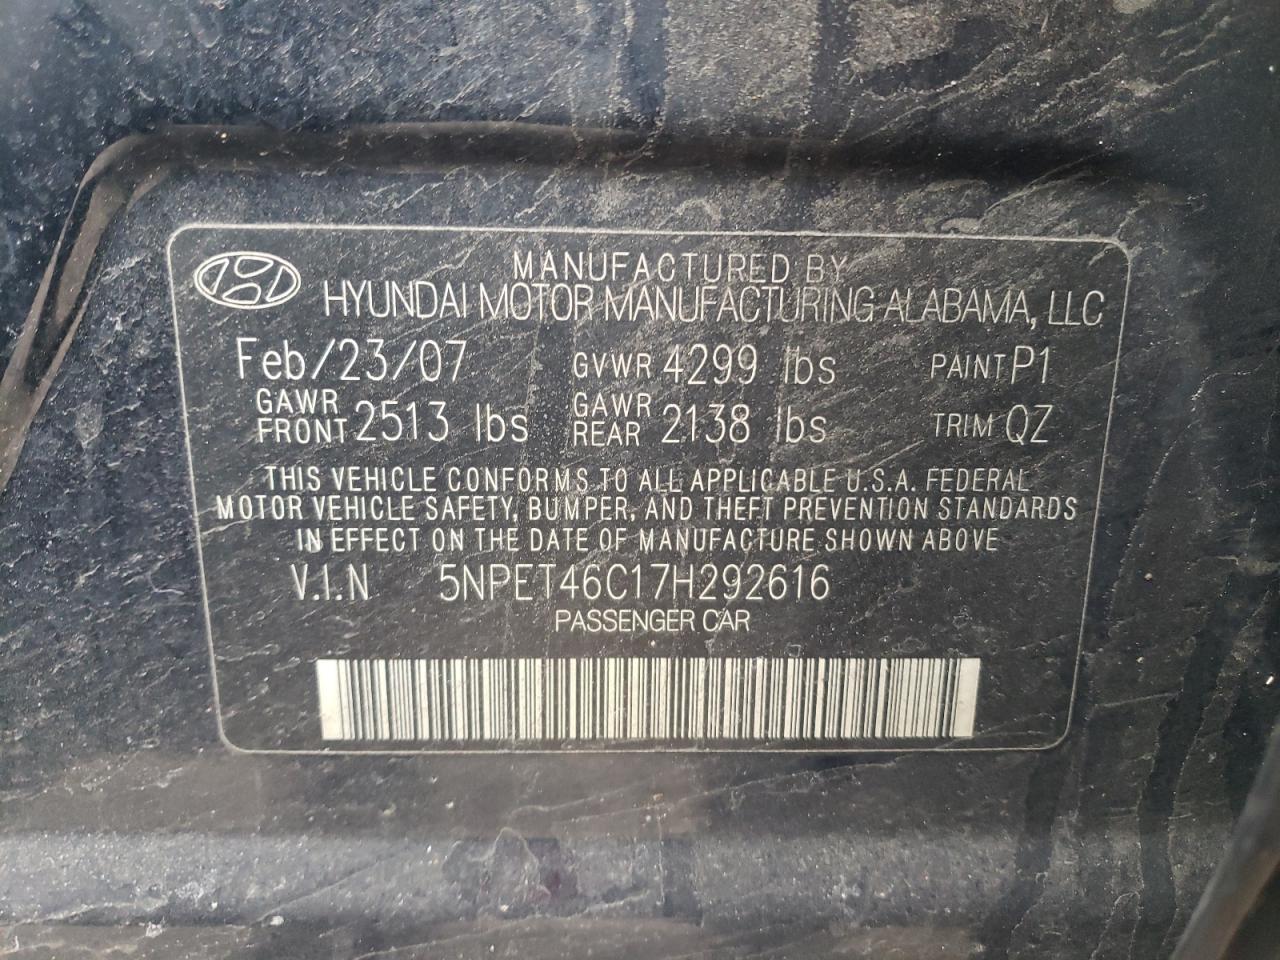 MANUFACTURED BY
HYUNDAI MOTOR MANUFACTURING ALABAMA, LLC
Feb/23/07 GVWR 4299 lbs PAINT P1
GAWR FRONT 2513 lbs GAWR REAR 2138 lbs TRIM QZ
THIS VEHICLE CONFORMS TO ALL APPLICABLE U.S.A. FEDERAL
MOTOR VEHICLE SAFETY, BUMPER, AND THEFT PREVENTION STANDARDS
IN EFFECT ON THE DATE OF MANUFACTURE SHOWN ABOVE
V.I.N 5NPET46C17H292616
PASSENGER CAR